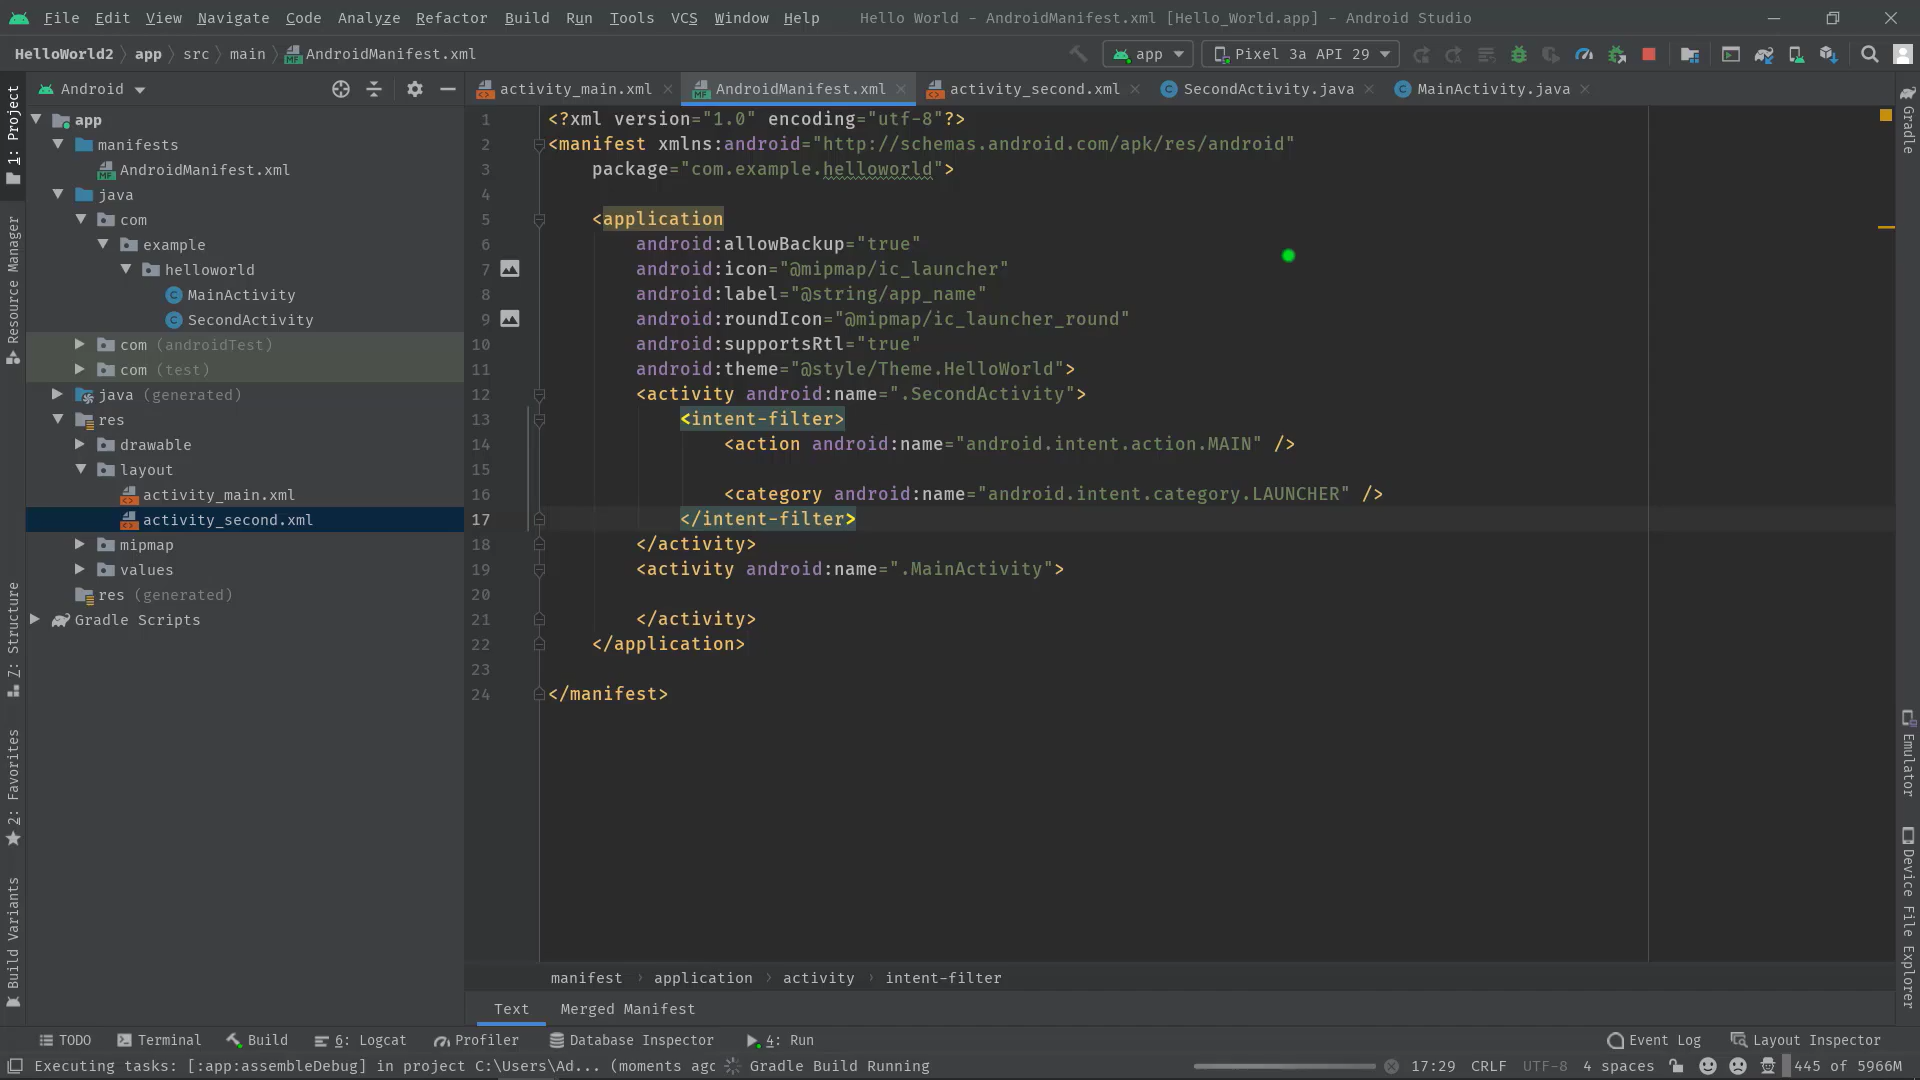 File Edit View Navigate Code Analyze Refactor Build Run Tools VCS Window Help Hello World - AndroidManifest.xml [Hello_World.app] - Android Studio
HelloWorld2 app src main AndroidManifest.xml app Pixel 3a API 29
Android
activity_main.xml AndroidManifest.xml activity_second.xml SecondActivity.java MainActivity.java
1: Project
Resource Manager
Z: Structure
2: Favorites
Build Variants
app
manifests
AndroidManifest.xml
java
com
example
helloworld
MainActivity
SecondActivity
com (androidTest)
com (test)
java (generated)
res
drawable
layout
activity_main.xml
activity_second.xml
mipmap
values
res (generated)
Gradle Scripts
1 <?xml version="1.0" encoding="utf-8"?>
2 <manifest xmlns:android="http://schemas.android.com/apk/res/android"
3 package="com.example.helloworld">
4
5 <application
6 android:allowBackup="true"
7 android:icon="@mipmap/ic_launcher"
8 android:label="@string/app_name"
9 android:roundIcon="@mipmap/ic_launcher_round"
10 android:supportsRtl="true"
11 android:theme="@style/Theme.HelloWorld">
12 <activity android:name=".SecondActivity">
13 <intent-filter>
14 <action android:name="android.intent.action.MAIN" />
15
16 <category android:name="android.intent.category.LAUNCHER" />
17 </intent-filter>
18 </activity>
19 <activity android:name=".MainActivity">
20
21 </activity>
22 </application>
23
24 </manifest>
Gradle
Emulator
Device File Explorer
manifest application activity intent-filter
Text Merged Manifest
TODO Terminal Build 6: Logcat Profiler Database Inspector 4: Run Event Log Layout Inspector
Executing tasks: [:app:assembleDebug] in project C:\Users\Ad... (moments agc Gradle Build Running 17:29 CRLF UTF-8 4 spaces 445 of 5966M